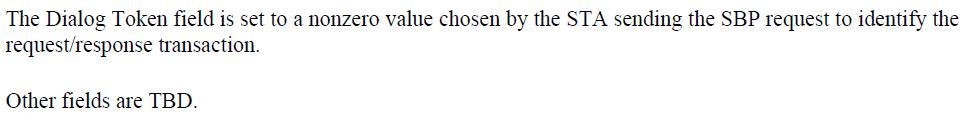 The Dialog Token field is set to a nonzero value chosen by the STA sending the SBP request to identify the
request/response transaction.
Other fields are TBD.